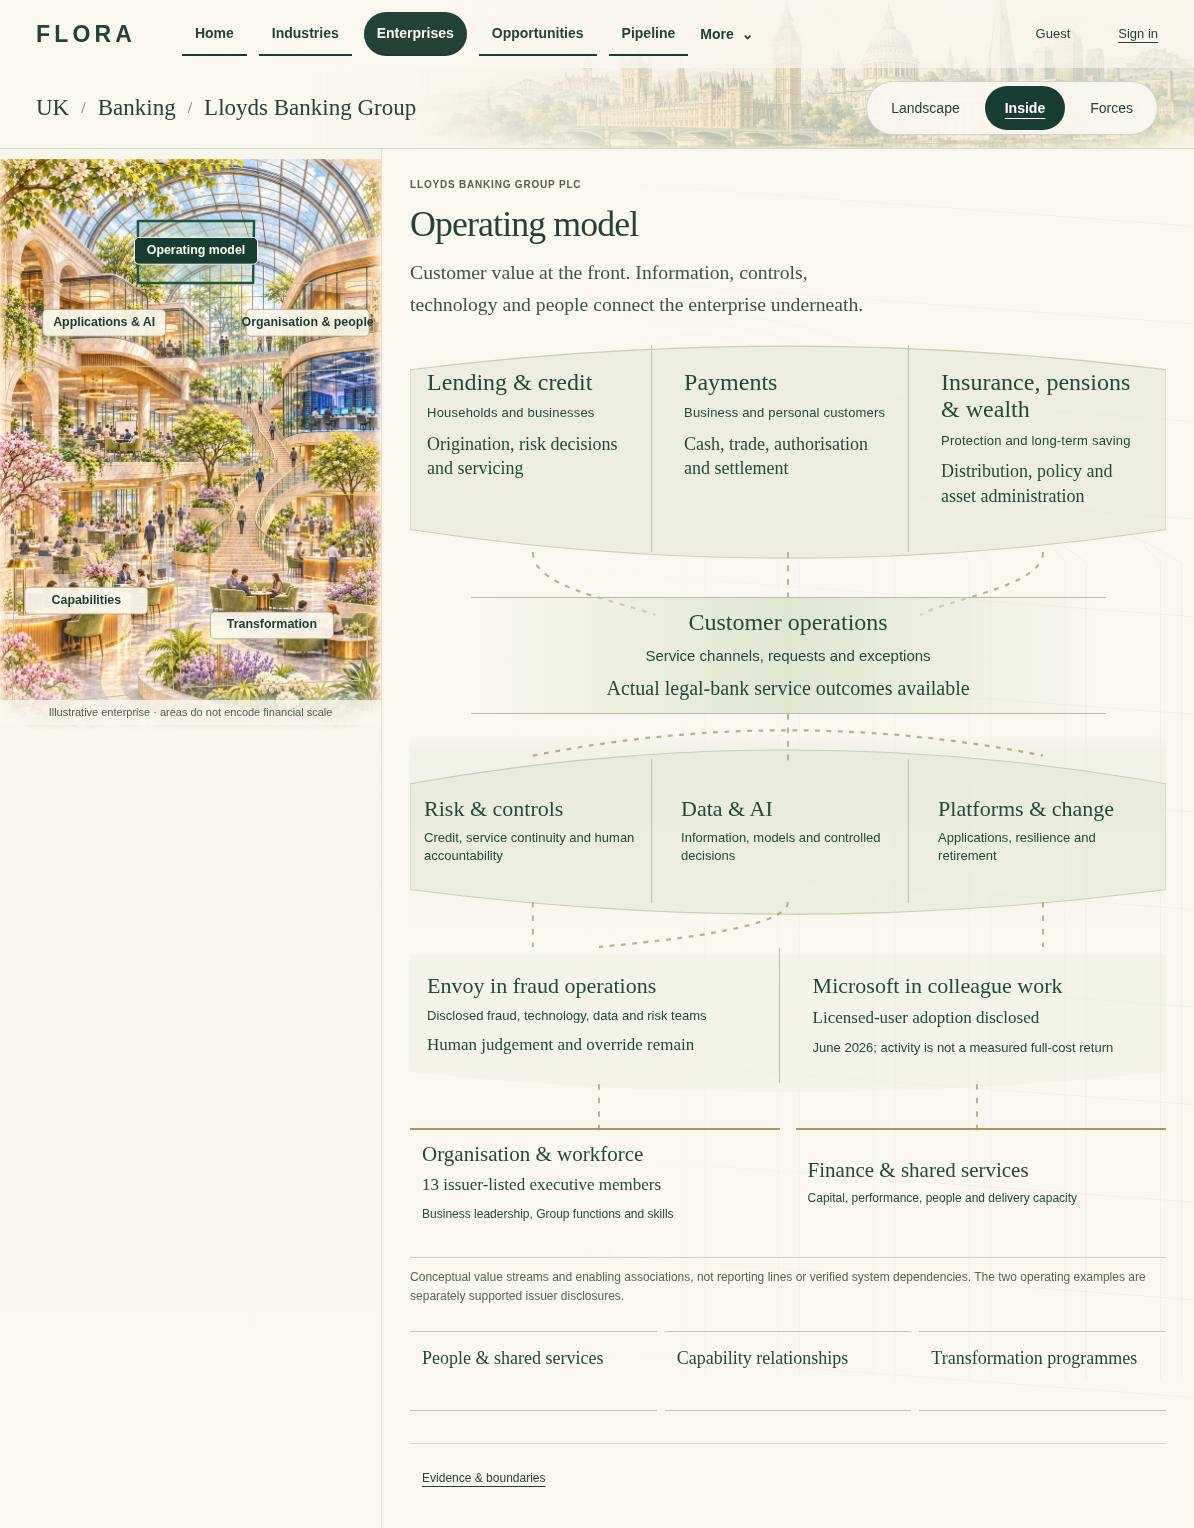 FLORA
Home
Industries
Enterprises
Opportunities
Pipeline
More
Guest
Sign in
UK / Banking / Lloyds Banking Group
Landscape
Inside
Forces
Operating model
Applications & AI
Organisation & people
Capabilities
Transformation
Illustrative enterprise · areas do not encode financial scale
LLOYDS BANKING GROUP PLC
Operating model
Customer value at the front. Information, controls,
technology and people connect the enterprise underneath.
Lending & credit
Households and businesses
Origination, risk decisions
and servicing
Payments
Business and personal customers
Cash, trade, authorisation
and settlement
Insurance, pensions
& wealth
Protection and long-term saving
Distribution, policy and
asset administration
Customer operations
Service channels, requests and exceptions
Actual legal-bank service outcomes available
Risk & controls
Credit, service continuity and human
accountability
Data & AI
Information, models and controlled
decisions
Platforms & change
Applications, resilience and
retirement
Envoy in fraud operations
Disclosed fraud, technology, data and risk teams
Human judgement and override remain
Microsoft in colleague work
Licensed-user adoption disclosed
June 2026; activity is not a measured full-cost return
Organisation & workforce
13 issuer-listed executive members
Business leadership, Group functions and skills
Finance & shared services
Capital, performance, people and delivery capacity
Conceptual value streams and enabling associations, not reporting lines or verified system dependencies. The two operating examples are
separately supported issuer disclosures.
People & shared services
Capability relationships
Transformation programmes
Evidence & boundaries